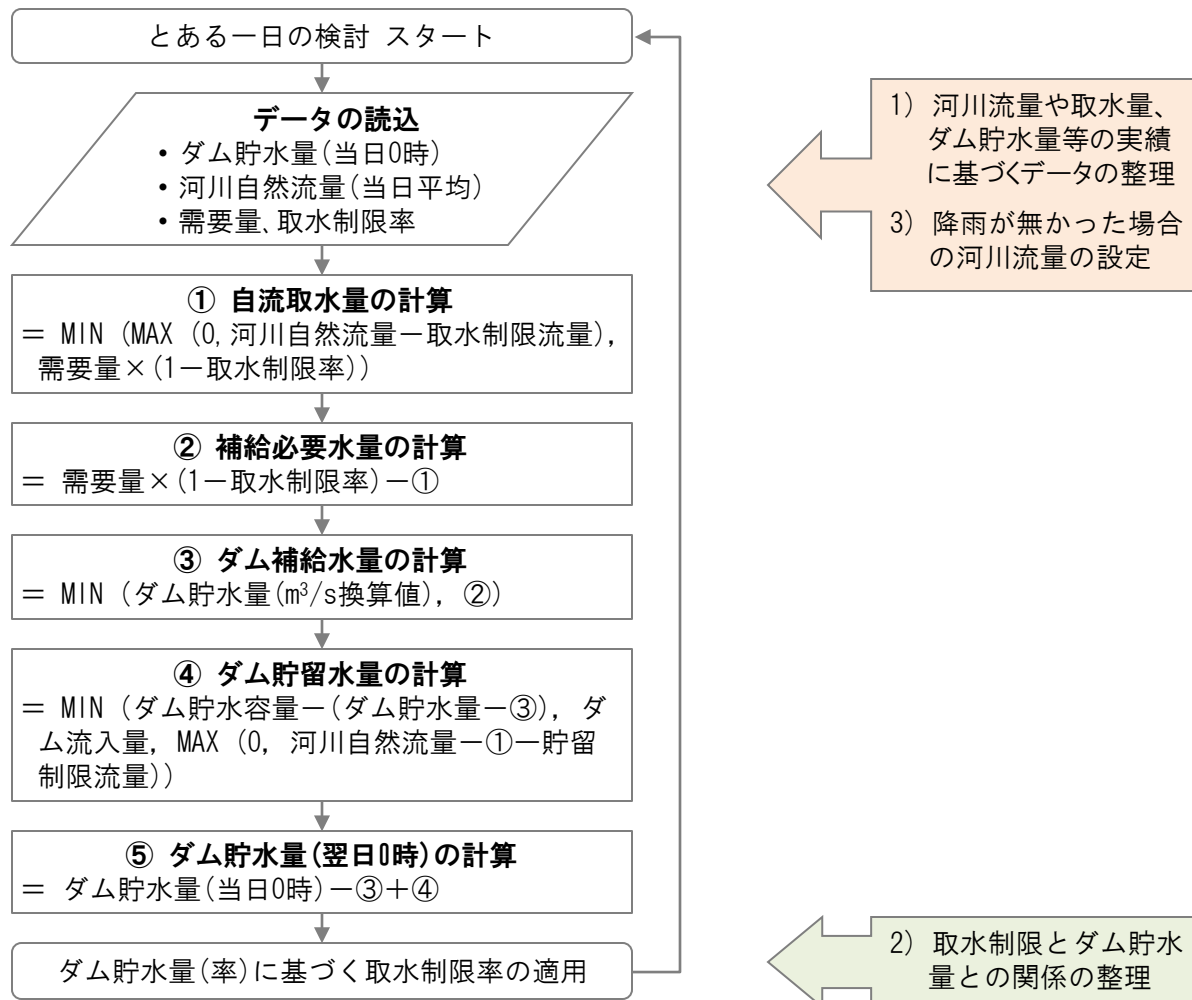 とある一日の検討 スタート
データの読込
・ダム貯水量(当日0時)
・河川自然流量(当日平均)
・需要量、取水制限率
① 自流取水量の計算
＝ MIN (MAX (0,河川自然流量－取水制限流量),
需要量×(1－取水制限率))
② 補給必要水量の計算
＝ 需要量×(1－取水制限率)－①
③ ダム補給水量の計算
＝ MIN (ダム貯水量(m³/s換算値), ②)
④ ダム貯留水量の計算
＝ MIN (ダム貯水容量－(ダム貯水量－③), ダ
ム流入量, MAX (0, 河川自然流量－①－貯留
制限流量))
⑤ ダム貯水量(翌日0時)の計算
＝ ダム貯水量(当日0時)－③＋④
ダム貯水量(率)に基づく取水制限率の適用
1) 河川流量や取水量、
ダム貯水量等の実績
に基づくデータの整理
3) 降雨が無かった場合
の河川流量の設定
2) 取水制限とダム貯水
量との関係の整理